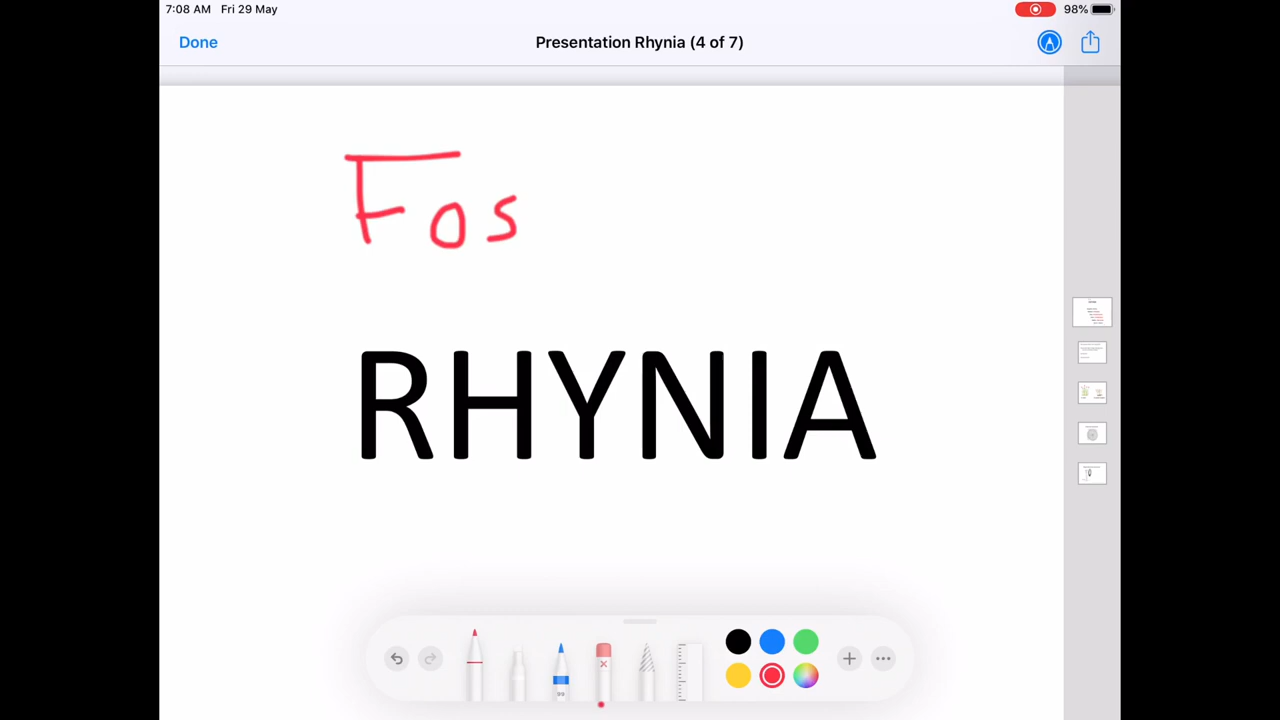 7:08 AM Fri 29 May 98%
Done Presentation Rhynia (4 of 7)
Fos
RHYNIA